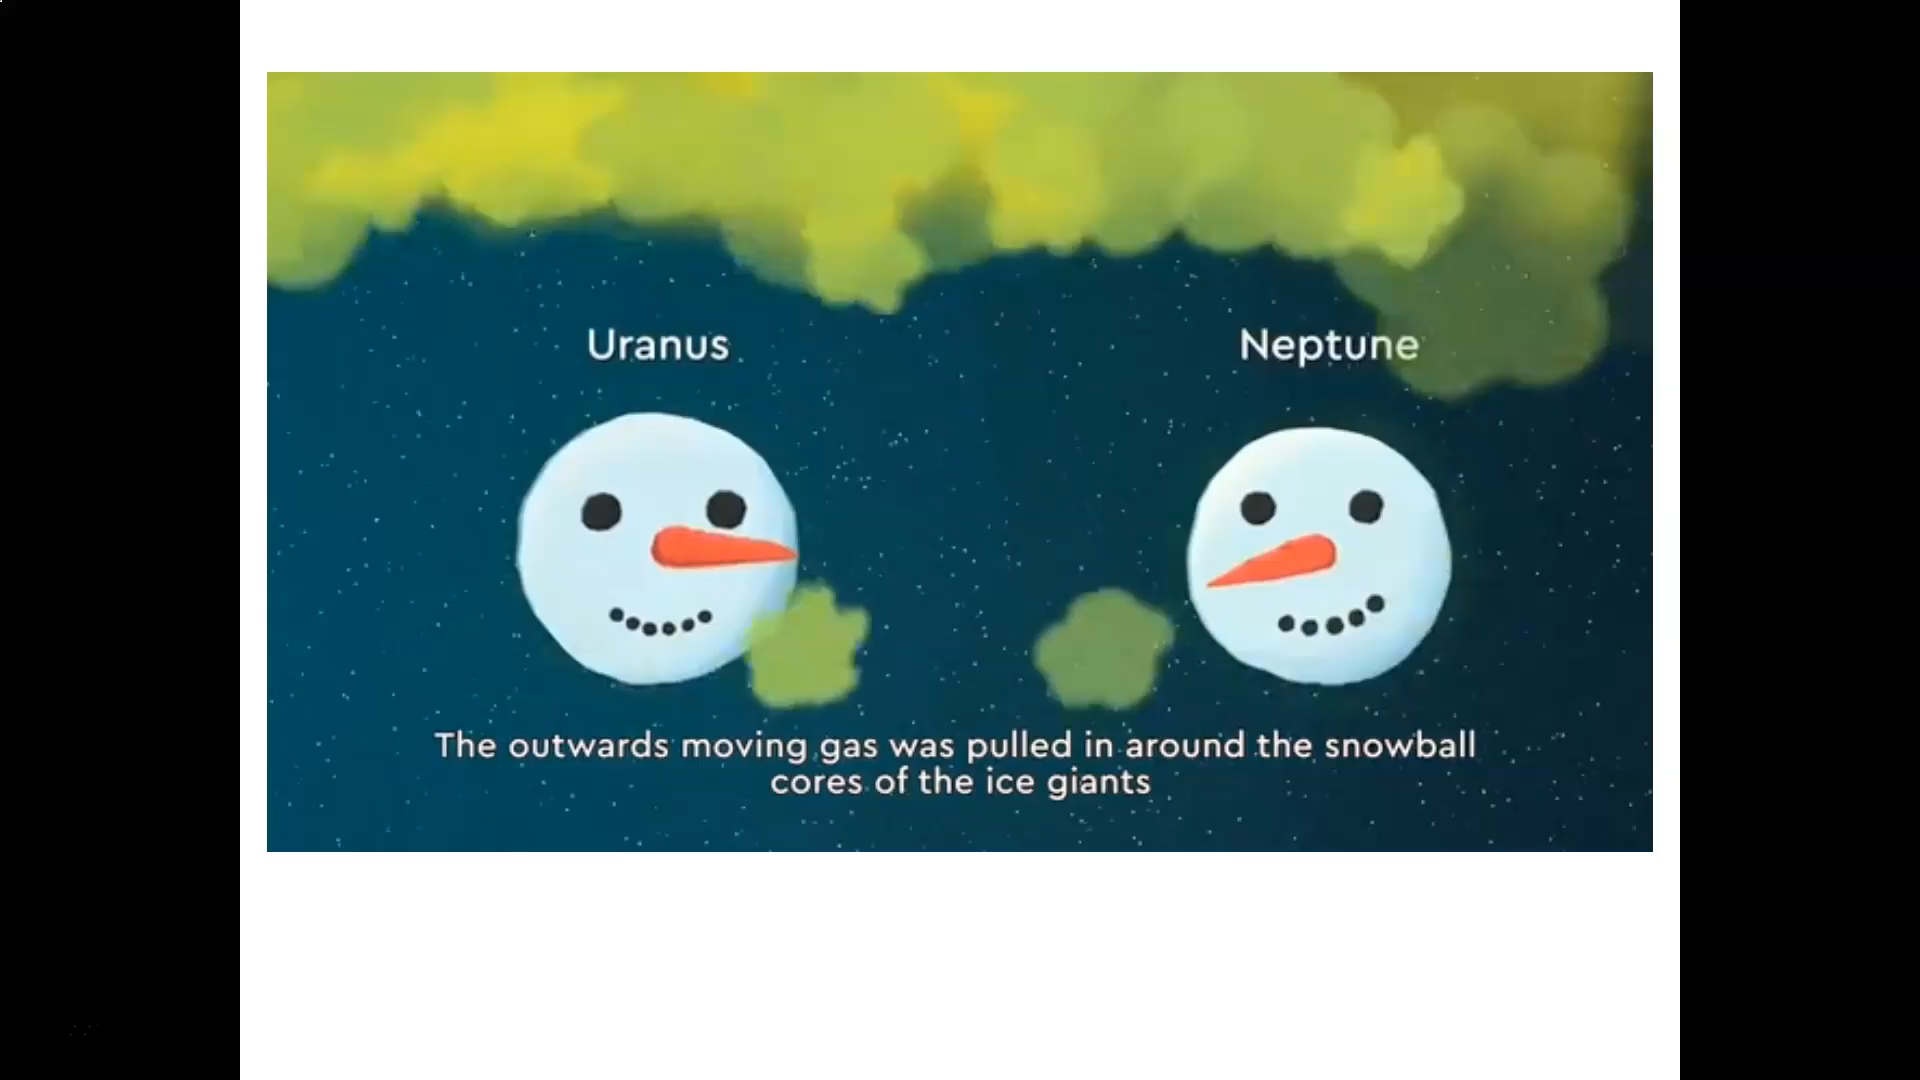 Uranus
Neptune
The outwards moving gas was pulled in around the snowball
cores of the ice giants